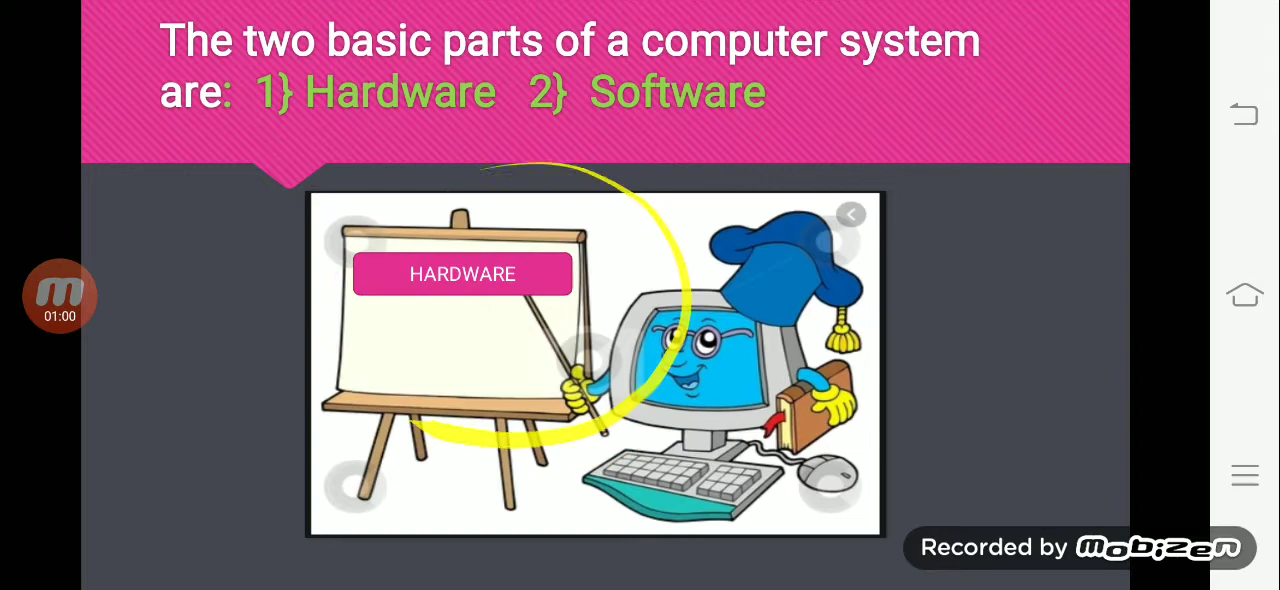 The two basic parts of a computer system
are: 1} Hardware 2} Software
HARDWARE
01:00
Recorded by Mobizen